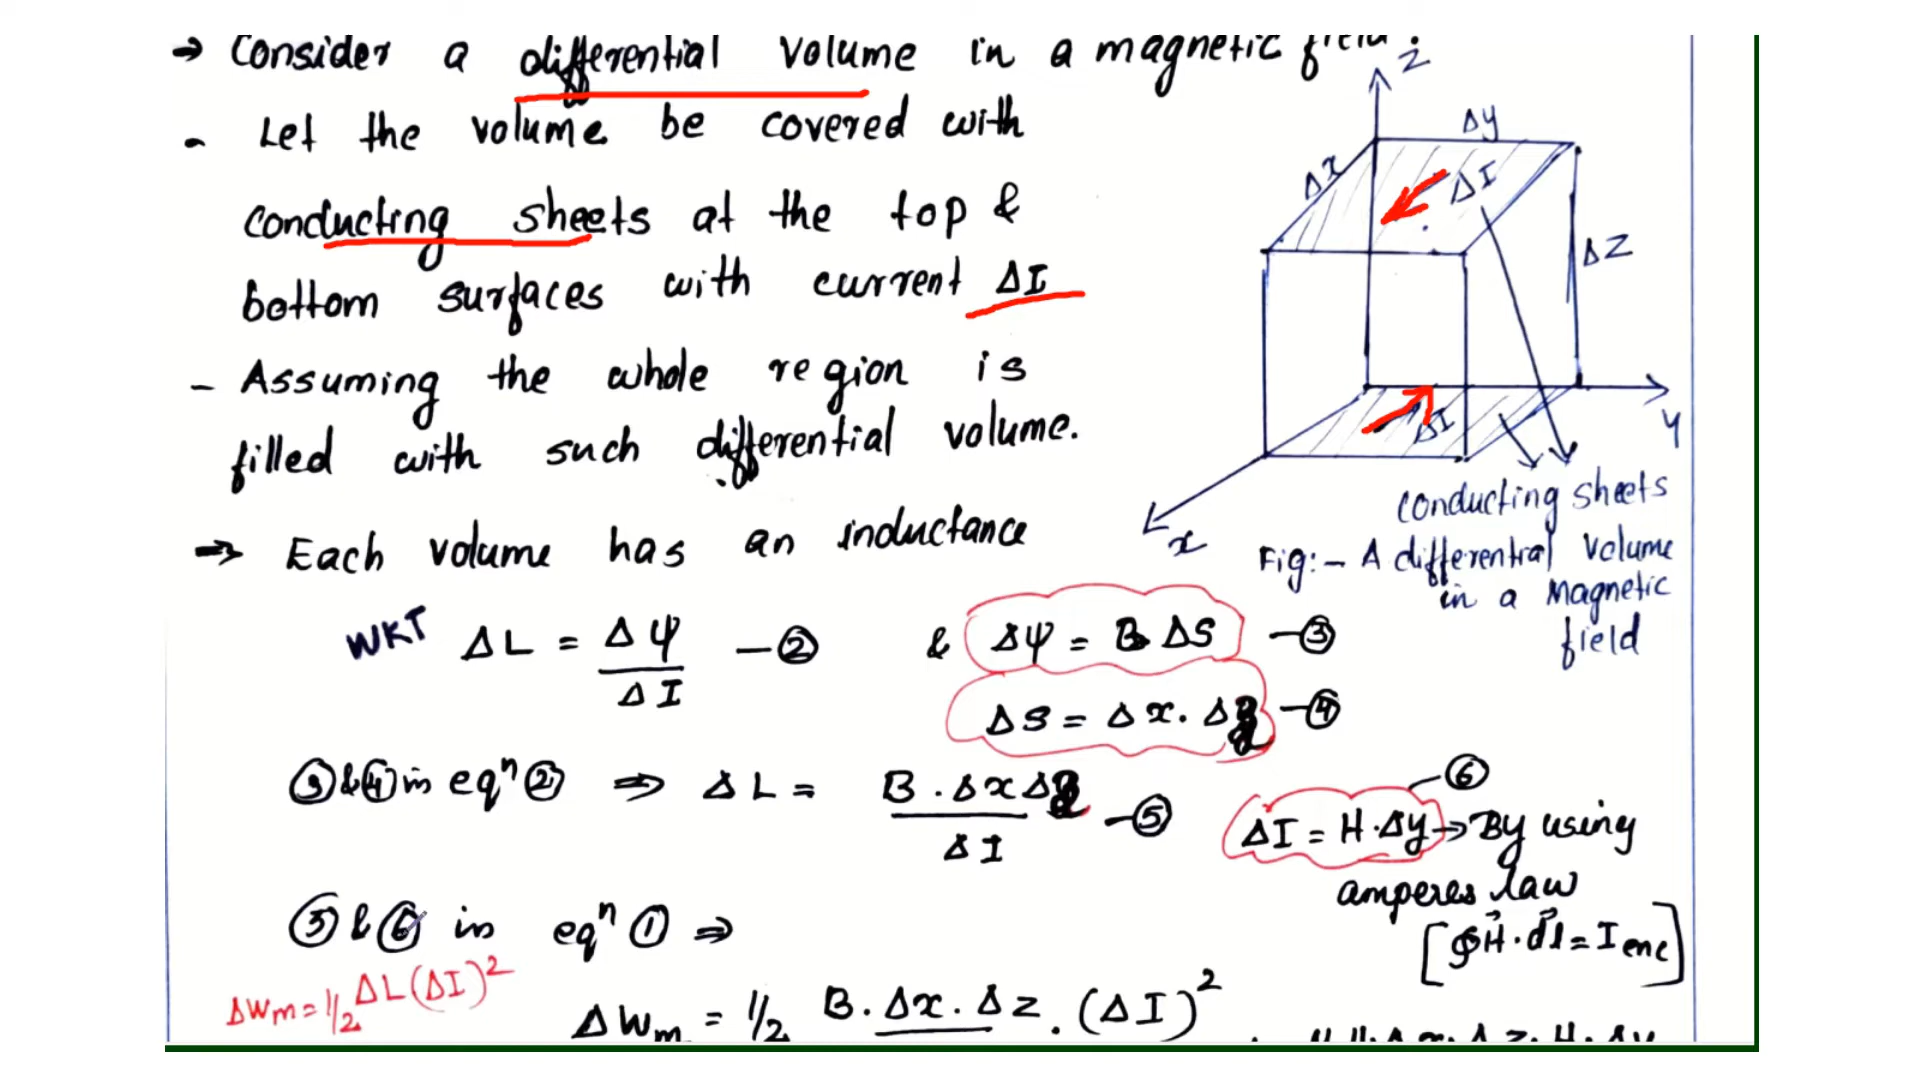 → Consider a differential volume in a magnetic field.
- Let the volume be covered with
conducting sheets at the top &
bottom surfaces with current ΔI
- Assuming the whole region is
filled with such differential volume.
→ Each volume has an inductance
WKT ΔL = Δψ / ΔI —② & Δψ = B ΔS —③
ΔS = Δx. Δz —④
③ & ④ in eqⁿ ② ⇒ ΔL = B . Δx Δz / ΔI —⑤
ΔI = H.Δy —⑥ → By using
amperes law
[∮H⃗ . dl⃗ = I enc]
⑤ & ⑥ in eqⁿ ① ⇒
ΔWm = 1/2 ΔL (ΔI)²
ΔWm = 1/2 B. Δx. Δz . (ΔI)²
z
Δy
Δx
ΔI
ΔZ
ΔI
y
x
conducting sheets
Fig:- A differential volume
in a magnetic
field